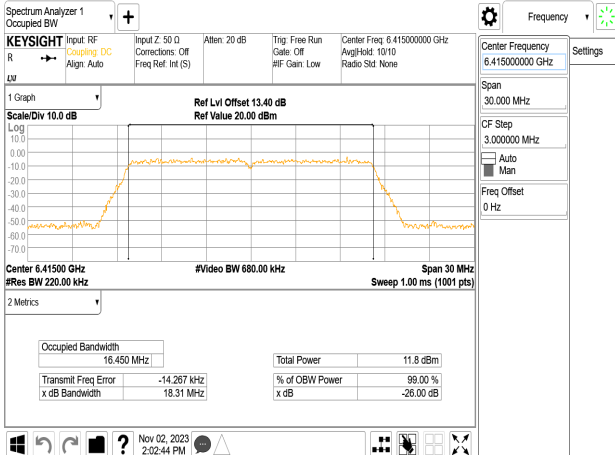 Spectrum Analyzer 1
Occupied BW
Frequency
KEYSIGHT
R
LXI
Input: RF
Coupling: DC
Align: Auto
Input Z: 50 Ω
Corrections: Off
Freq Ref: Int (S)
Atten: 20 dB
Trig: Free Run
Gate: Off
#IF Gain: Low
Center Freq: 6.415000000 GHz
Avg|Hold: 10/10
Radio Std: None
Center Frequency
6.415000000 GHz
Settings
Span
30.000 MHz
CF Step
3.000000 MHz
Auto
Man
Freq Offset
0 Hz
1 Graph
Ref Lvl Offset 13.40 dB
Scale/Div 10.0 dB
Ref Value 20.00 dBm
Log
10.0
0.00
-10.0
-20.0
-30.0
-40.0
-50.0
-60.0
-70.0
Center 6.41500 GHz
#Video BW 680.00 kHz
Span 30 MHz
#Res BW 220.00 kHz
Sweep 1.00 ms (1001 pts)
2 Metrics
Occupied Bandwidth
16.450 MHz
Total Power 11.8 dBm
Transmit Freq Error -14.267 kHz
% of OBW Power 99.00 %
x dB Bandwidth 18.31 MHz
x dB -26.00 dB
?
Nov 02, 2023
2:02:44 PM